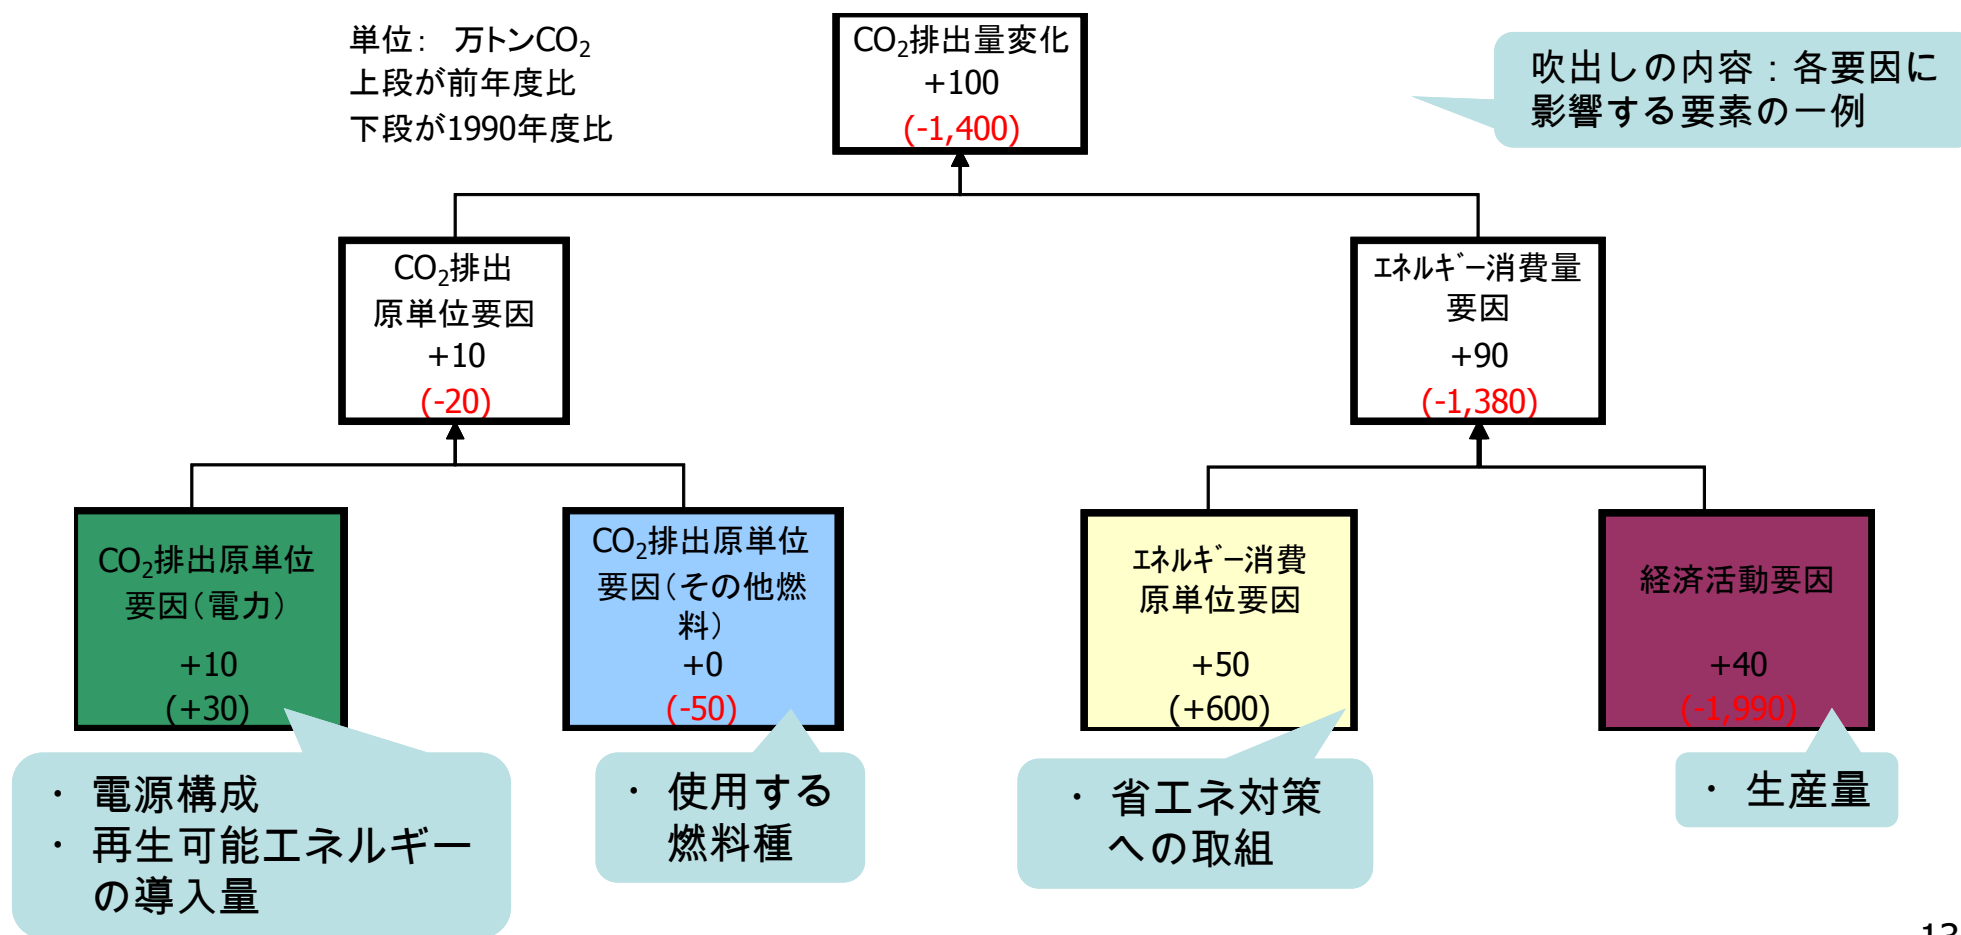 単位： 万トンCO₂
上段が前年度比
下段が1990年度比
CO₂排出量変化
+100
(-1,400)
吹出しの内容：各要因に
影響する要素の一例
CO₂排出
原単位要因
+10
(-20)
ｴﾈﾙｷﾞｰ消費量
要因
+90
(-1,380)
CO₂排出原単位
要因（電力）
+10
(+30)
CO₂排出原単位
要因（その他燃
料）
+0
(-50)
ｴﾈﾙｷﾞｰ消費
原単位要因
+50
(+600)
経済活動要因
+40
(-1,990)
・ 電源構成
・ 再生可能エネルギー
の導入量
・ 使用する
燃料種
・ 省エネ対策
への取組
・ 生産量
13